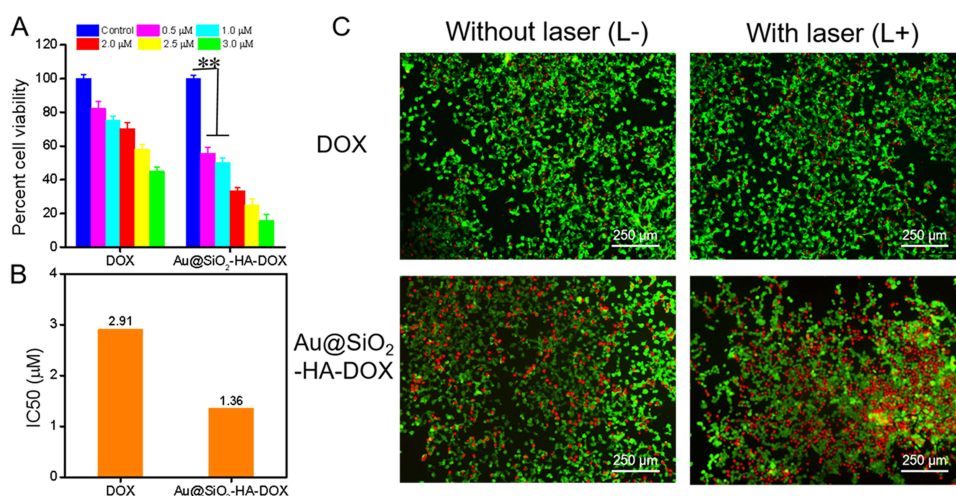 A
Control 0.5 μM 1.0 μM
2.0 μM 2.5 μM 3.0 μM
120
100
80
60
40
20
0
Percent cell viability
**
DOX Au@SiO₂-HA-DOX
B
4
3
2
1
0
IC50 (μM)
2.91
1.36
DOX Au@SiO₂-HA-DOX
C
Without laser (L-) With laser (L+)
DOX
250 μm 250 μm
Au@SiO₂
-HA-DOX
250 μm 250 μm